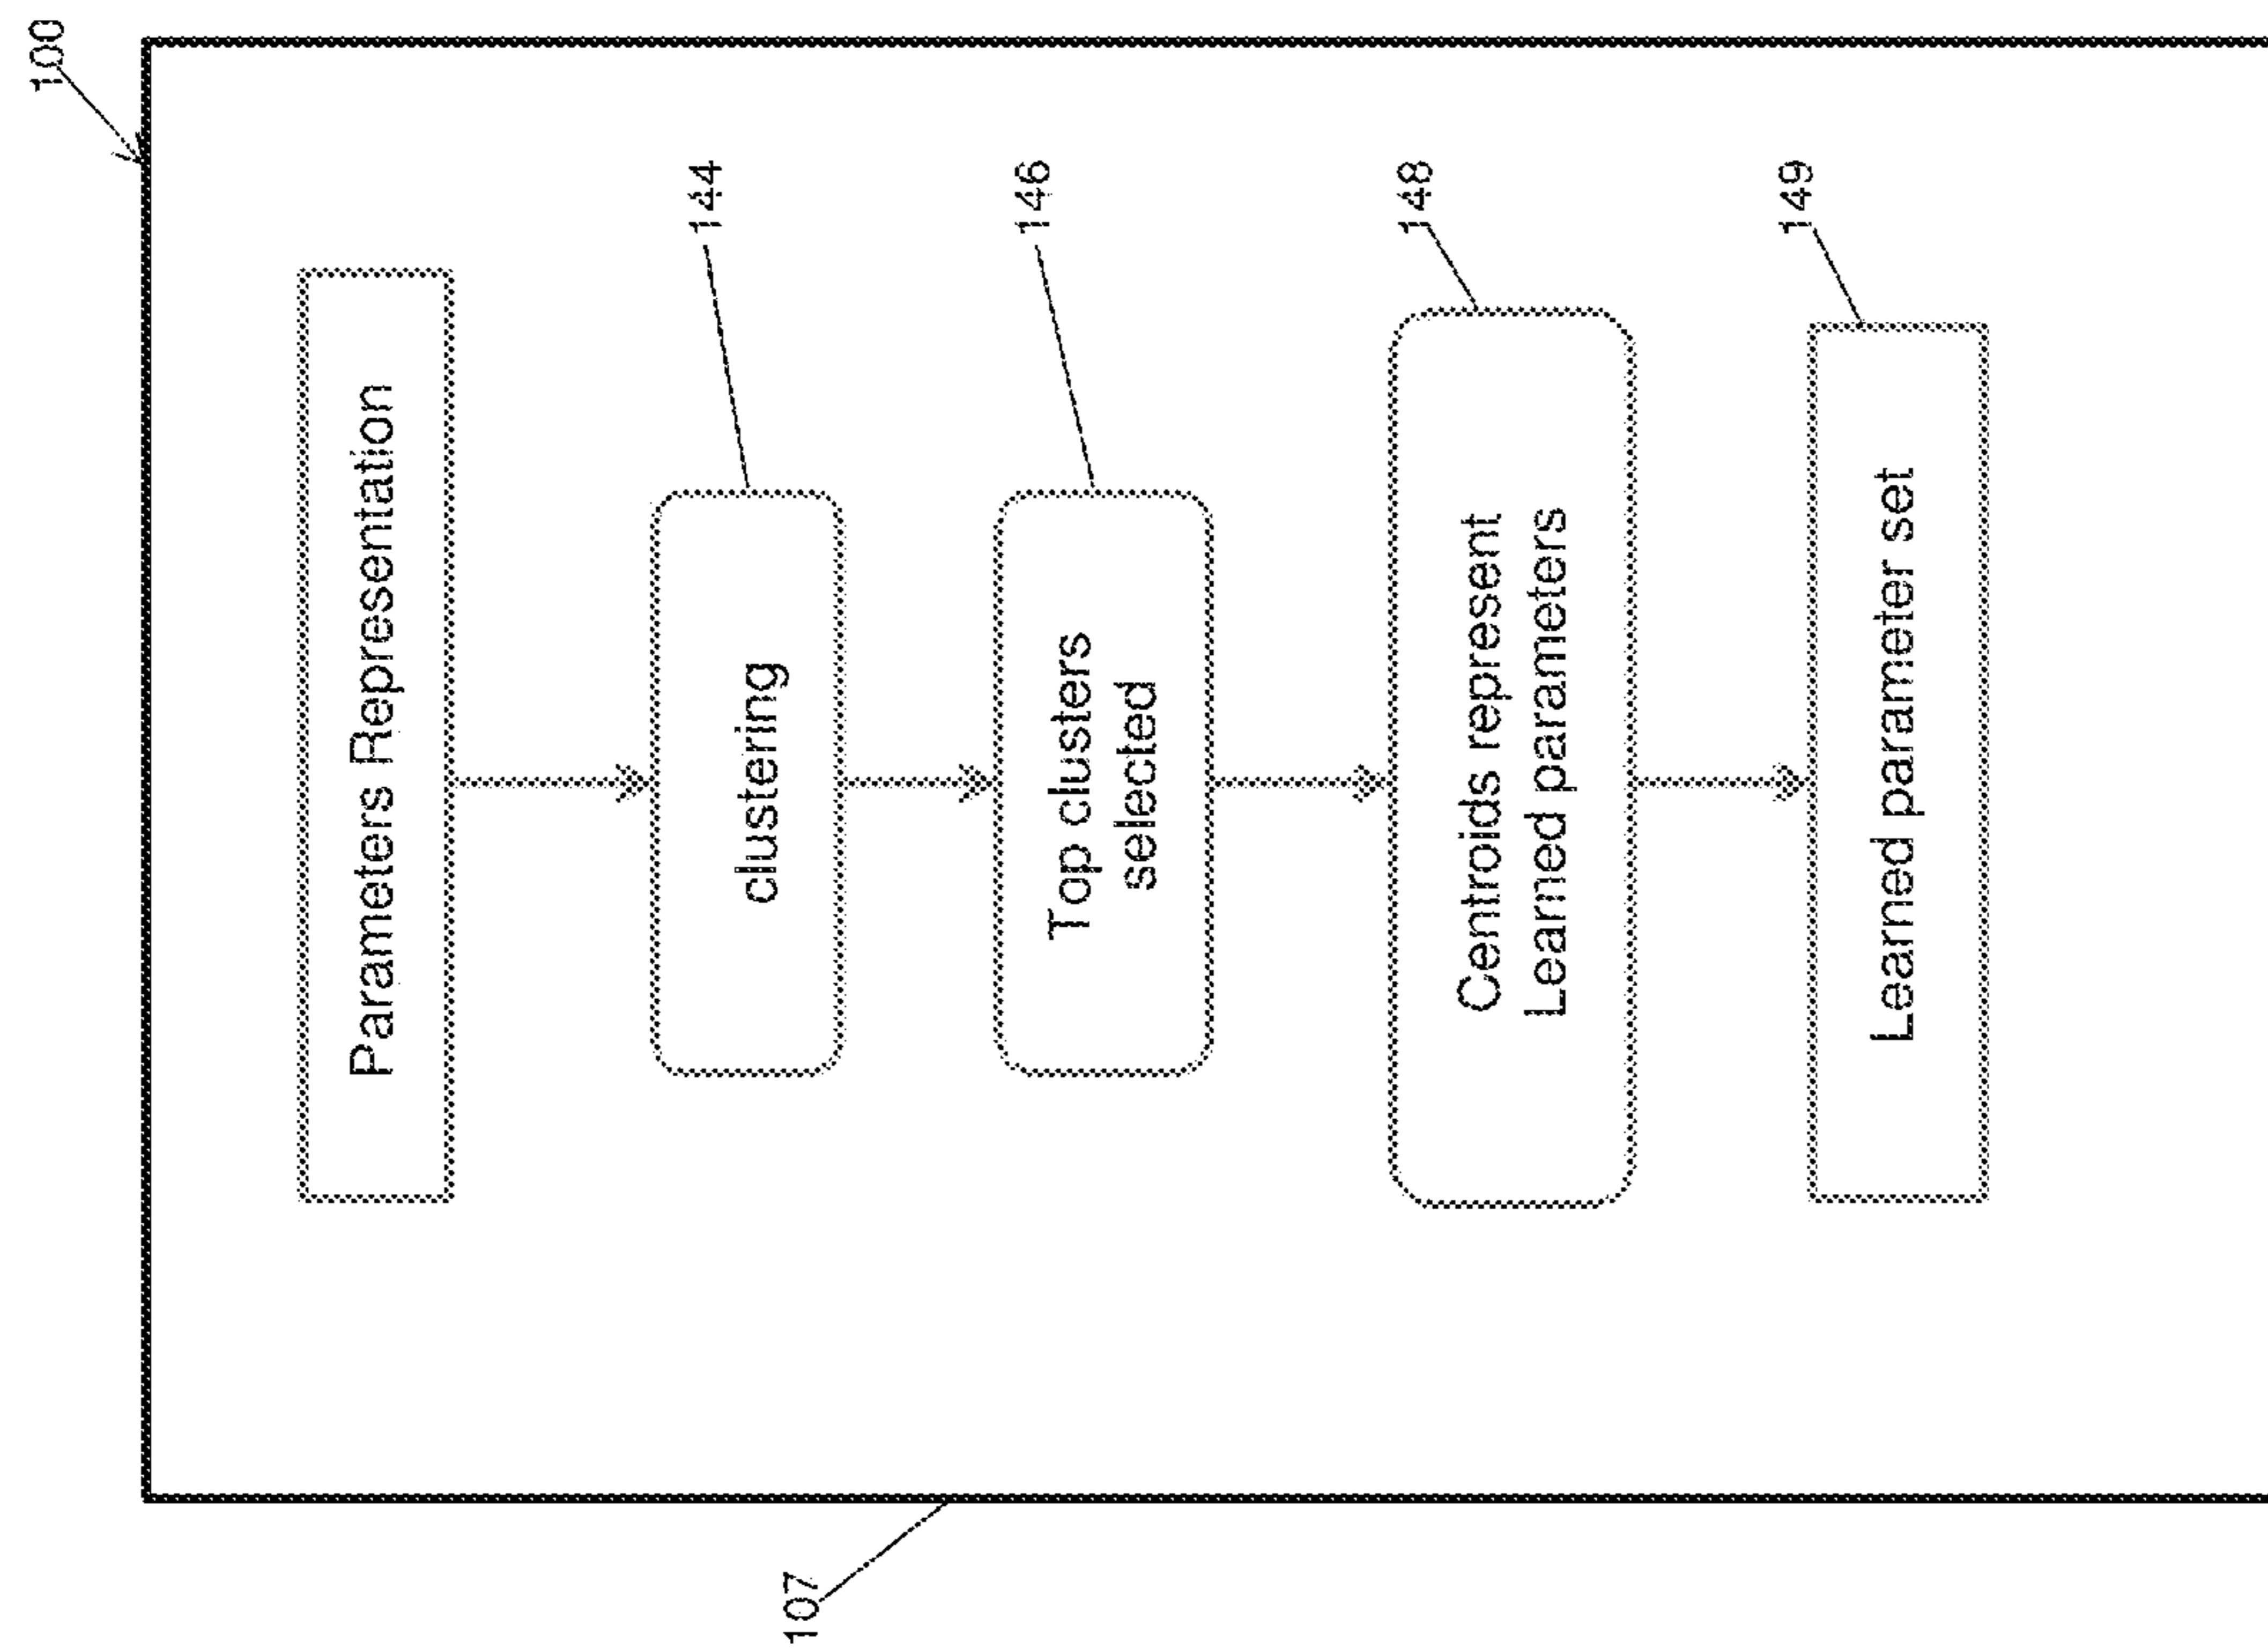 100
Parameters Representation
144
clustering
146
Top clusters
selected
148
Centroids represent
Learned parameters
149
Learned parameter set
107